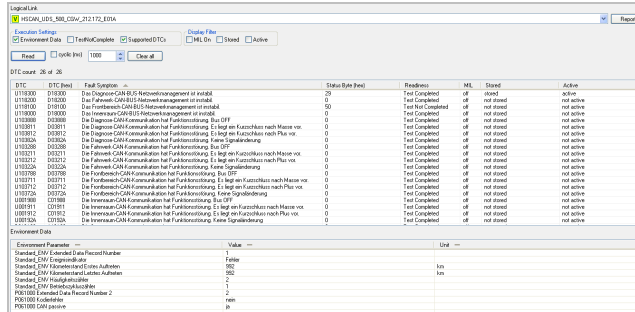 Logical Link
V HSCAN_UDS_500_CGW_212.172_E01A
Report
Execution Settings
Environment Data TestNotComplete Supported DTCs
Display Filter
MIL On Stored Active
Read cyclic (ms) 1000 Clear all
DTC count: 26 of 26
DTC DTC (hex) Fault Symptom Status Byte (hex) Readiness MIL Stored Active
U118300 D18300 Das Diagnose-CAN-BUS-Netzwerkmanagement ist instabil. 29 Test Completed off stored active
U118200 D18200 Das Fahrwerk-CAN-BUS-Netzwerkmanagement ist instabil. 0 Test Completed off not stored not active
U118100 D18100 Das Frontbereich-CAN-BUS-Netzwerkmanagement ist instabil. 50 Test Not Completed off not stored not active
U118000 D18000 Das Innenraum-CAN-BUS-Netzwerkmanagement ist instabil. 0 Test Completed off not stored not active
U103888 D03888 Die Diagnose-CAN-Kommunikation hat Funktionsstörung. Bus OFF 0 Test Completed off not stored not active
U103811 D03811 Die Diagnose-CAN-Kommunikation hat Funktionsstörung. Es liegt ein Kurzschluss nach Masse vor. 0 Test Completed off not stored not active
U103812 D03812 Die Diagnose-CAN-Kommunikation hat Funktionsstörung. Es liegt ein Kurzschluss nach Plus vor. 0 Test Completed off not stored not active
U10382A D0382A Die Diagnose-CAN-Kommunikation hat Funktionsstörung. Keine Signaländerung 0 Test Completed off not stored not active
U103288 D03288 Die Fahrwerk-CAN-Kommunikation hat Funktionsstörung. Bus OFF 0 Test Completed off not stored not active
U103211 D03211 Die Fahrwerk-CAN-Kommunikation hat Funktionsstörung. Es liegt ein Kurzschluss nach Masse vor. 0 Test Completed off not stored not active
U103212 D03212 Die Fahrwerk-CAN-Kommunikation hat Funktionsstörung. Es liegt ein Kurzschluss nach Plus vor. 0 Test Completed off not stored not active
U10322A D0322A Die Fahrwerk-CAN-Kommunikation hat Funktionsstörung. Keine Signaländerung 0 Test Completed off not stored not active
U103788 D03788 Die Frontbereich-CAN-Kommunikation hat Funktionsstörung. Bus OFF 0 Test Completed off not stored not active
U103711 D03711 Die Frontbereich-CAN-Kommunikation hat Funktionsstörung. Es liegt ein Kurzschluss nach Masse vor. 0 Test Completed off not stored not active
U103712 D03712 Die Frontbereich-CAN-Kommunikation hat Funktionsstörung. Es liegt ein Kurzschluss nach Plus vor. 0 Test Completed off not stored not active
U10372A D0372A Die Frontbereich-CAN-Kommunikation hat Funktionsstörung. Keine Signaländerung 0 Test Completed off not stored not active
U001988 C01988 Die Innenraum-CAN-Kommunikation hat Funktionsstörung. Bus OFF 0 Test Completed off not stored not active
U001911 C01911 Die Innenraum-CAN-Kommunikation hat Funktionsstörung. Es liegt ein Kurzschluss nach Masse vor. 0 Test Completed off not stored not active
U001912 C01912 Die Innenraum-CAN-Kommunikation hat Funktionsstörung. Es liegt ein Kurzschluss nach Plus vor. 0 Test Completed off not stored not active
U00192A C0192A Die Innenraum-CAN-Kommunikation hat Funktionsstörung. Keine Signaländerung 0 Test Completed off not stored not active
Environment Data
Environment Parameter Value Unit
Standard_ENV Extended Data Record Number 1
Standard_ENV Ereignisindikator Fehler
Standard_ENV Kilometerstand Erstes Auftreten 992 km
Standard_ENV Kilometerstand Letztes Auftreten 992 km
Standard_ENV Häufigkeitszähler 2
Standard_ENV Betriebszykluszähler 1
P061000 Extended Data Record Number 2 2
P061000 Kodierfehler nein
P061000 CAN passive ja